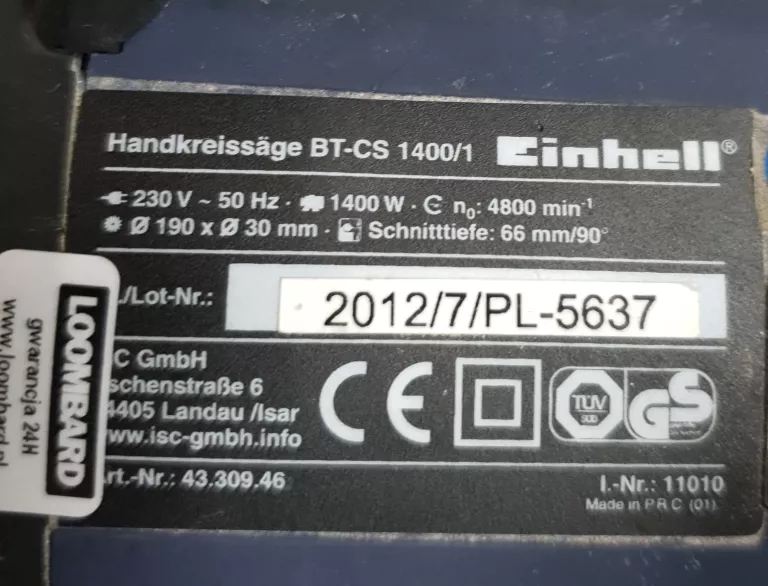 Handkreissäge BT-CS 1400/1 Einhell®
230 V ~ 50 Hz · 1400 W · n₀: 4800 min⁻¹
Ø 190 x Ø 30 mm · Schnitttiefe: 66 mm/90°
./Lot-Nr.: 2012/7/PL-5637
C GmbH
schenstraße 6
4405 Landau /Isar
www.isc-gmbh.info
CE
TÜV
GS
rt.-Nr.: 43.309.46
I.-Nr.: 11010
Made in P R C (01)
LOOMBARD
gwarancja 24H
www.loombard.pl